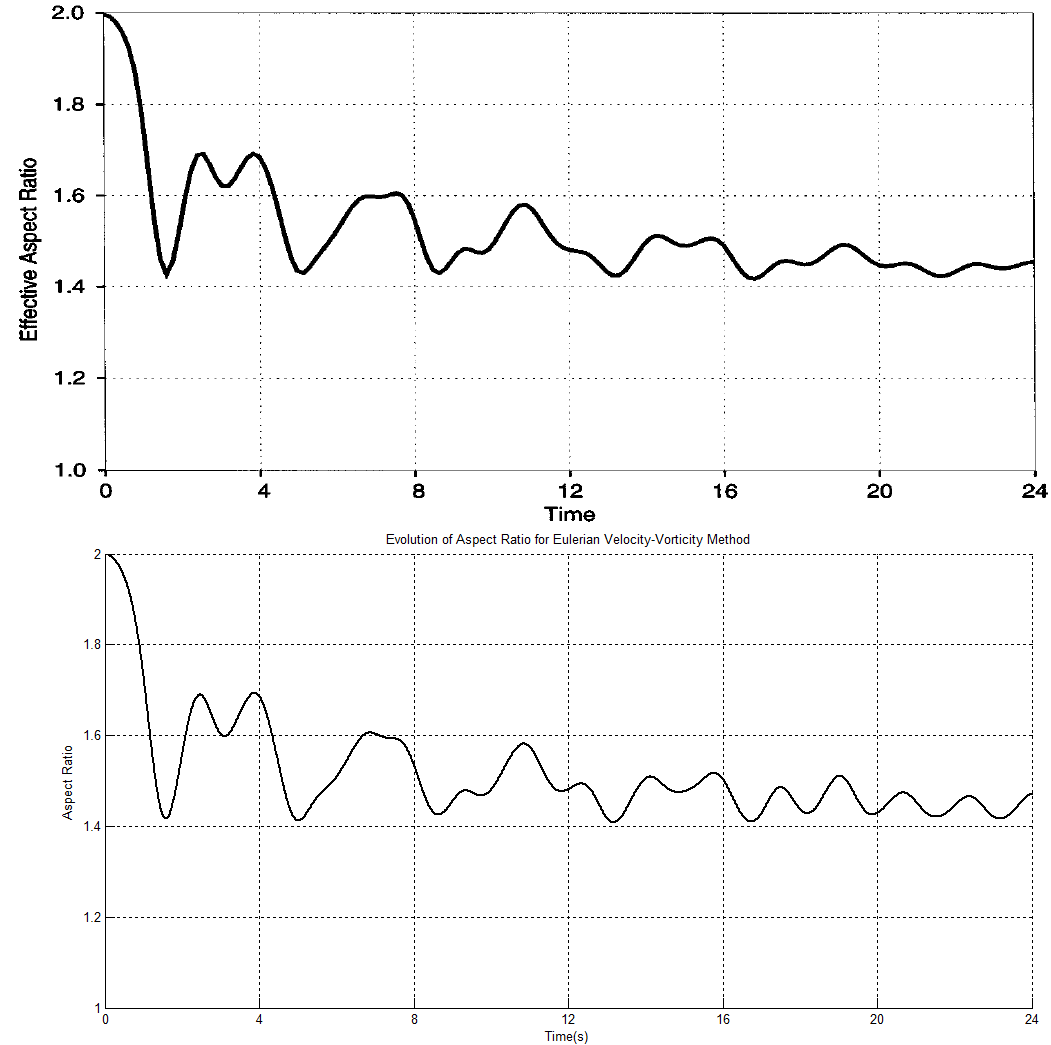 2.0
1.8
1.6
1.4
1.2
1.0
Effective Aspect Ratio
0 4 8 12 16 20 24
Time
Evolution of Aspect Ratio for Eulerian Velocity-Vorticity Method
2
1.8
1.6
1.4
1.2
1
Aspect Ratio
0 4 8 12 16 20 24
Time(s)